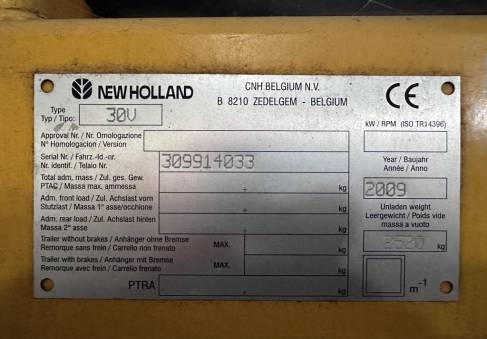 NEW HOLLAND
CNH BELGIUM N.V.
B 8210 ZEDELGEM - BELGIUM
CE
Type
Typ / Tipo:
30V
kW / RPM (ISO TR14396)
Approval Nr. / Nr. Omologazione
N° Homologacion / Version
Serial Nr. / Fahrz.-Id.-nr.
Nr. identif. / Telaio Nr.
309914033
Year / Baujahr
Année / Anno
2009
Total adm. mass / Zul. ges. Gew.
PTAC / Massa max. ammessa
÷ kg
Adm. front load / Zul. Achslast vorn
Stutzlast / Massa 1° asse/occhione
÷ kg
Unladen weight
Leergewicht / Poids vide
massa a vuoto
2520 kg
Adm. rear load / Zul. Achslast hinten
Massa 2° asse
÷ kg
Trailer without brakes / Anhänger ohne Bremse
Remorque sans frein / Carro non frenato
MAX. kg
Trailer with brakes / Anhänger mit Bremse
Remorque avec frein / Carro frenato
MAX. kg
PTRA
÷ kg
m⁻¹